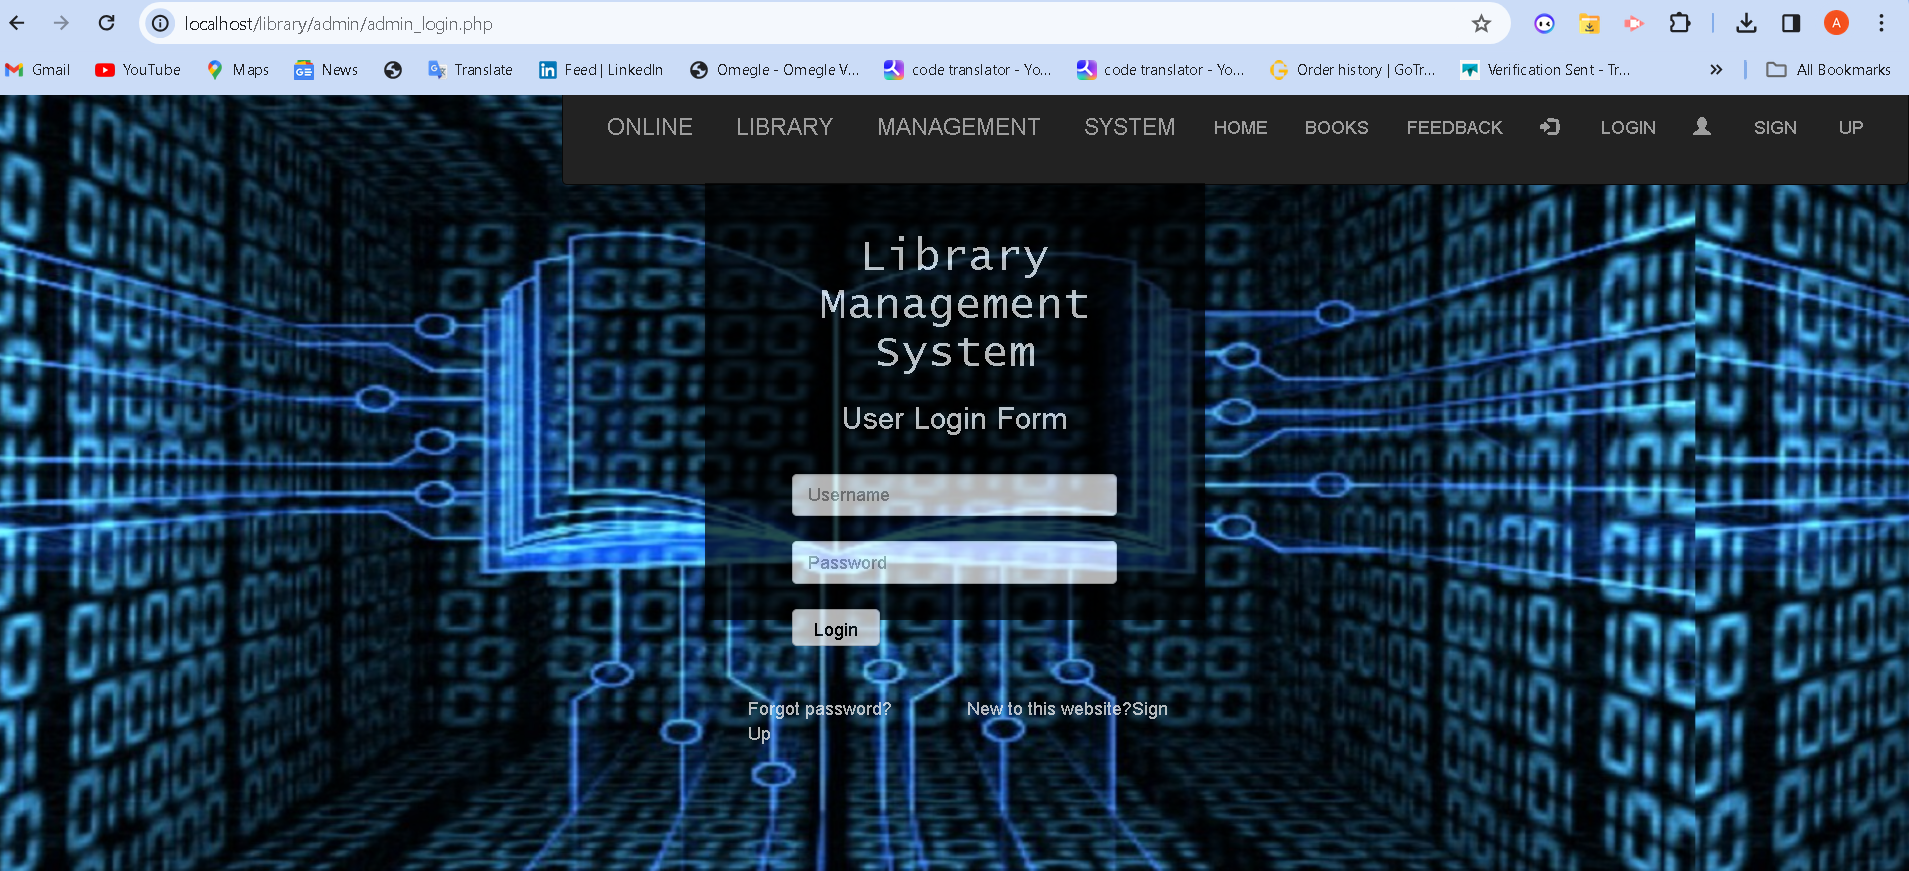 localhost/library/admin/admin_login.php
A
Gmail YouTube Maps News Translate Feed | LinkedIn Omegle - Omegle V... code translator - Yo... code translator - Yo... Order history | GoTr... Verification Sent - Tr... » All Bookmarks
ONLINE LIBRARY MANAGEMENT SYSTEM HOME BOOKS FEEDBACK LOGIN SIGN UP
Library
Management
System
User Login Form
Username
Password
Login
Forgot password? New to this website?Sign
Up